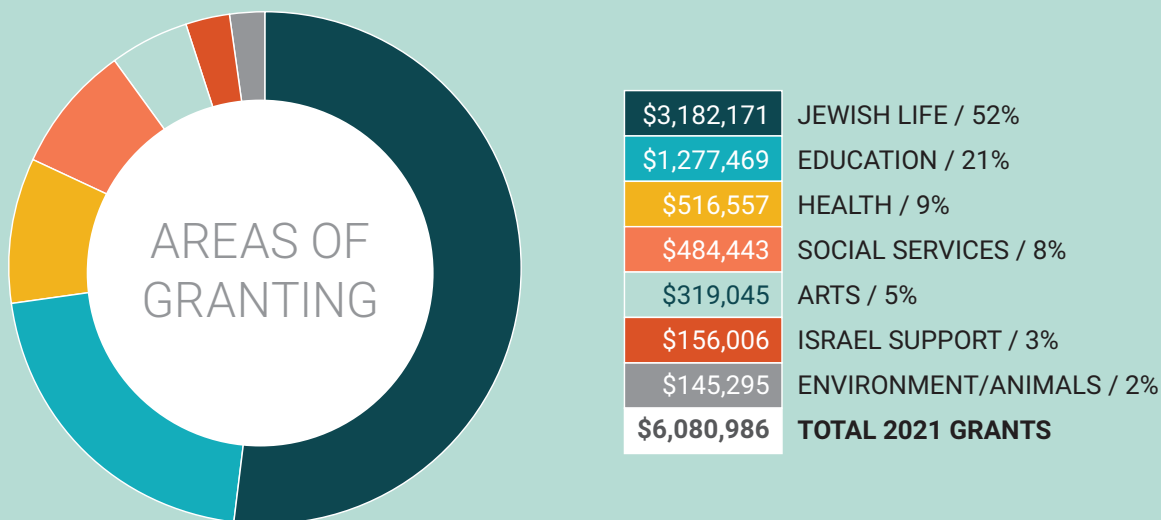 AREAS OF
GRANTING
$3,182,171 JEWISH LIFE / 52%
$1,277,469 EDUCATION / 21%
$516,557 HEALTH / 9%
$484,443 SOCIAL SERVICES / 8%
$319,045 ARTS / 5%
$156,006 ISRAEL SUPPORT / 3%
$145,295 ENVIRONMENT/ANIMALS / 2%
$6,080,986 TOTAL 2021 GRANTS